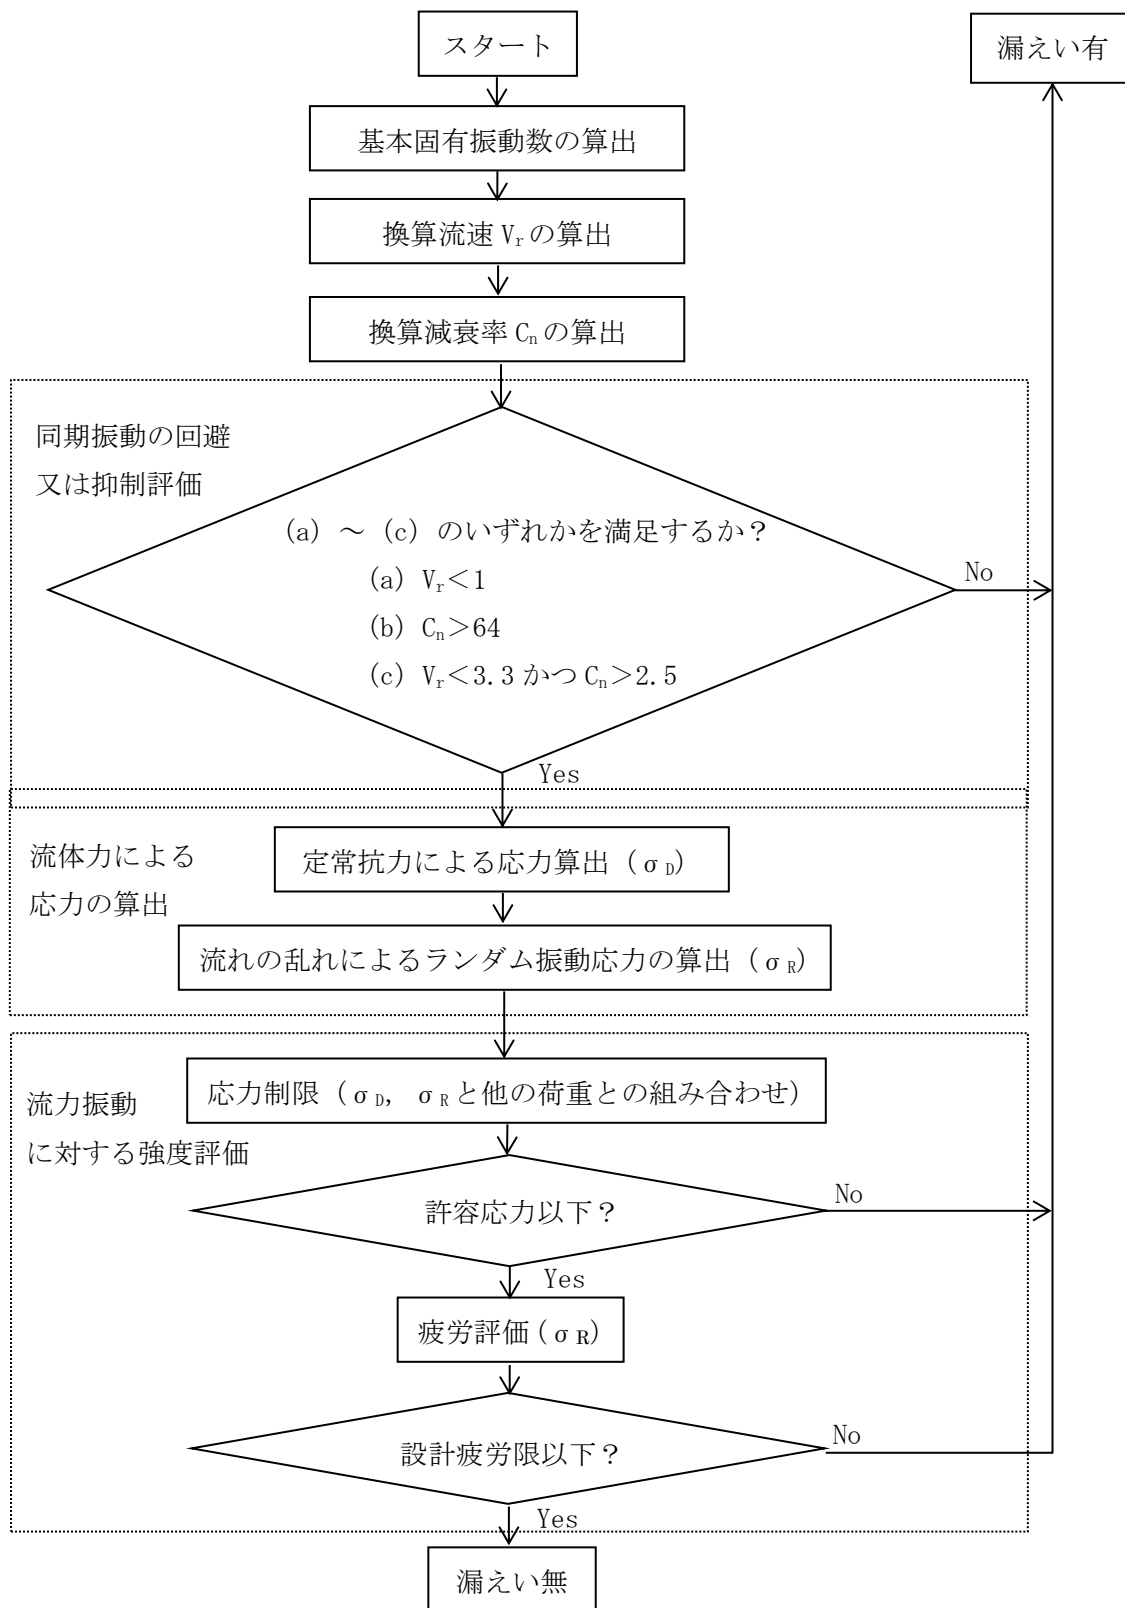 スタート
漏えい有
基本固有振動数の算出
換算流速 Vrの算出
換算減衰率 Cnの算出
同期振動の回避
又は抑制評価
(a) ～ (c) のいずれかを満足するか？
(a) Vr＜1
(b) Cn＞64
(c) Vr＜3.3 かつ Cn＞2.5
No
Yes
流体力による
応力の算出
定常抗力による応力算出（σD）
流れの乱れによるランダム振動応力の算出（σR）
流力振動
に対する強度評価
応力制限（σD, σRと他の荷重との組み合わせ）
許容応力以下？
No
Yes
疲労評価(σR)
設計疲労限以下？
No
Yes
漏えい無